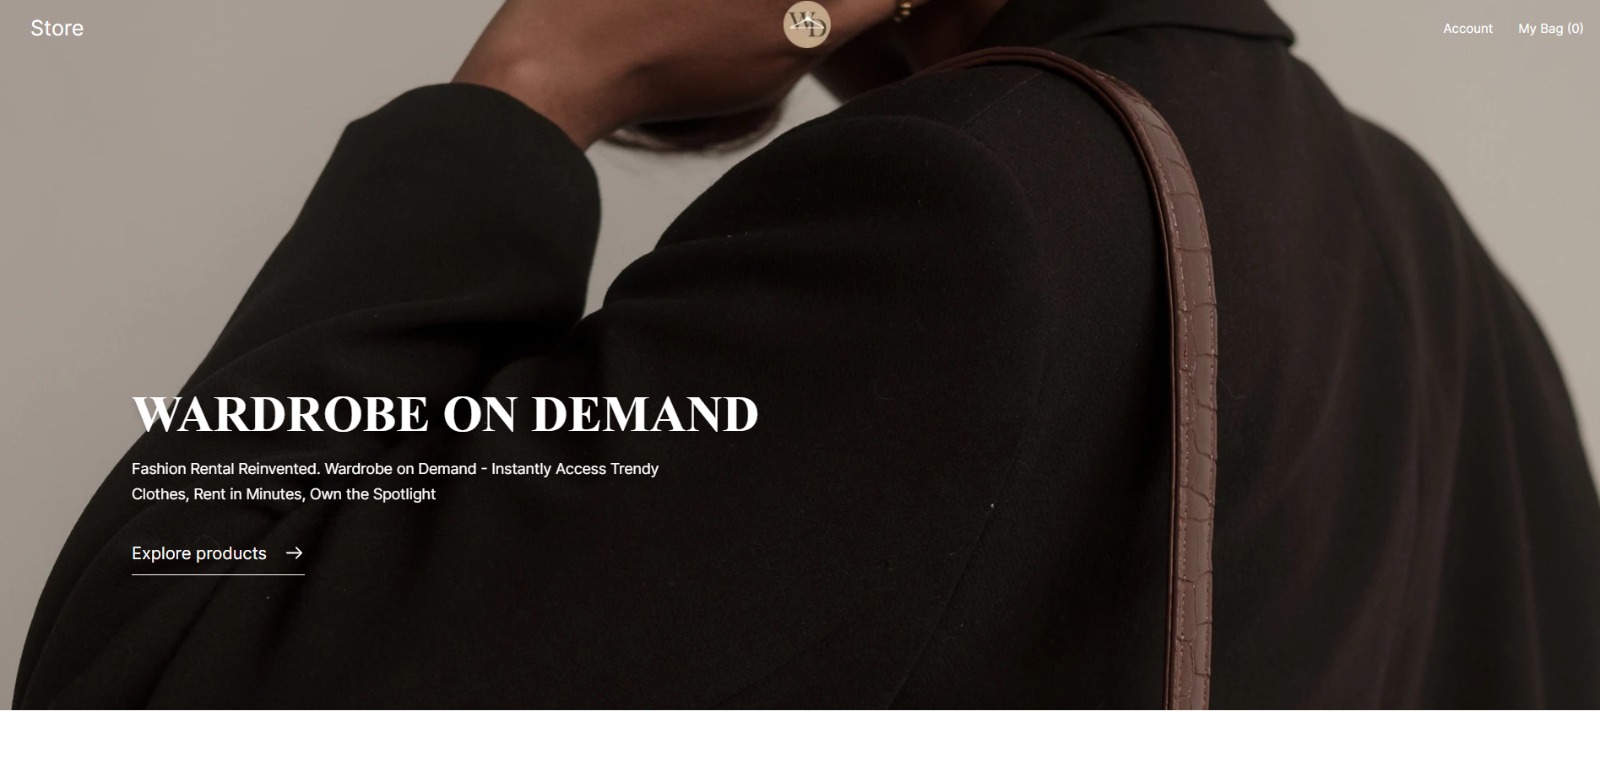 Store
WD
Account
My Bag (0)
WARDROBE ON DEMAND
Fashion Rental Reinvented. Wardrobe on Demand - Instantly Access Trendy
Clothes, Rent in Minutes, Own the Spotlight
Explore products →